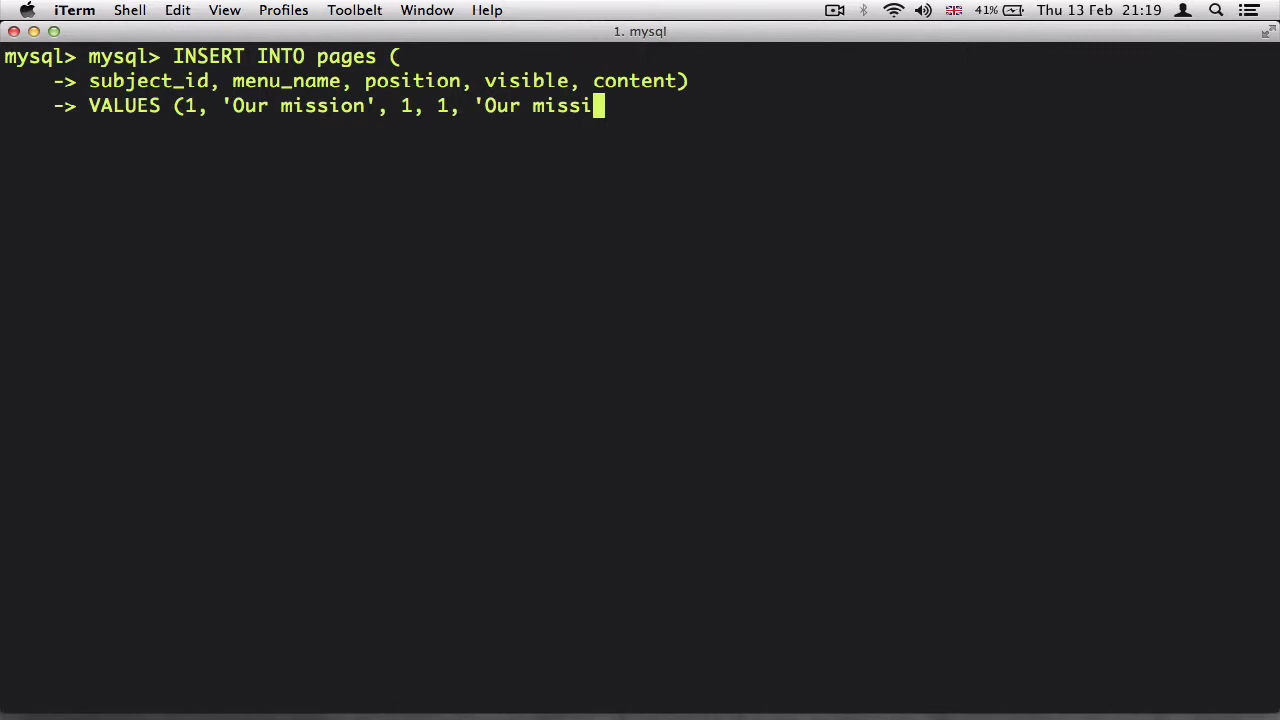 iTerm Shell Edit View Profiles Toolbelt Window Help 41% Thu 13 Feb 21:19
1. mysql
mysql> mysql> INSERT INTO pages (
-> subject_id, menu_name, position, visible, content)
-> VALUES (1, 'Our mission', 1, 1, 'Our missi